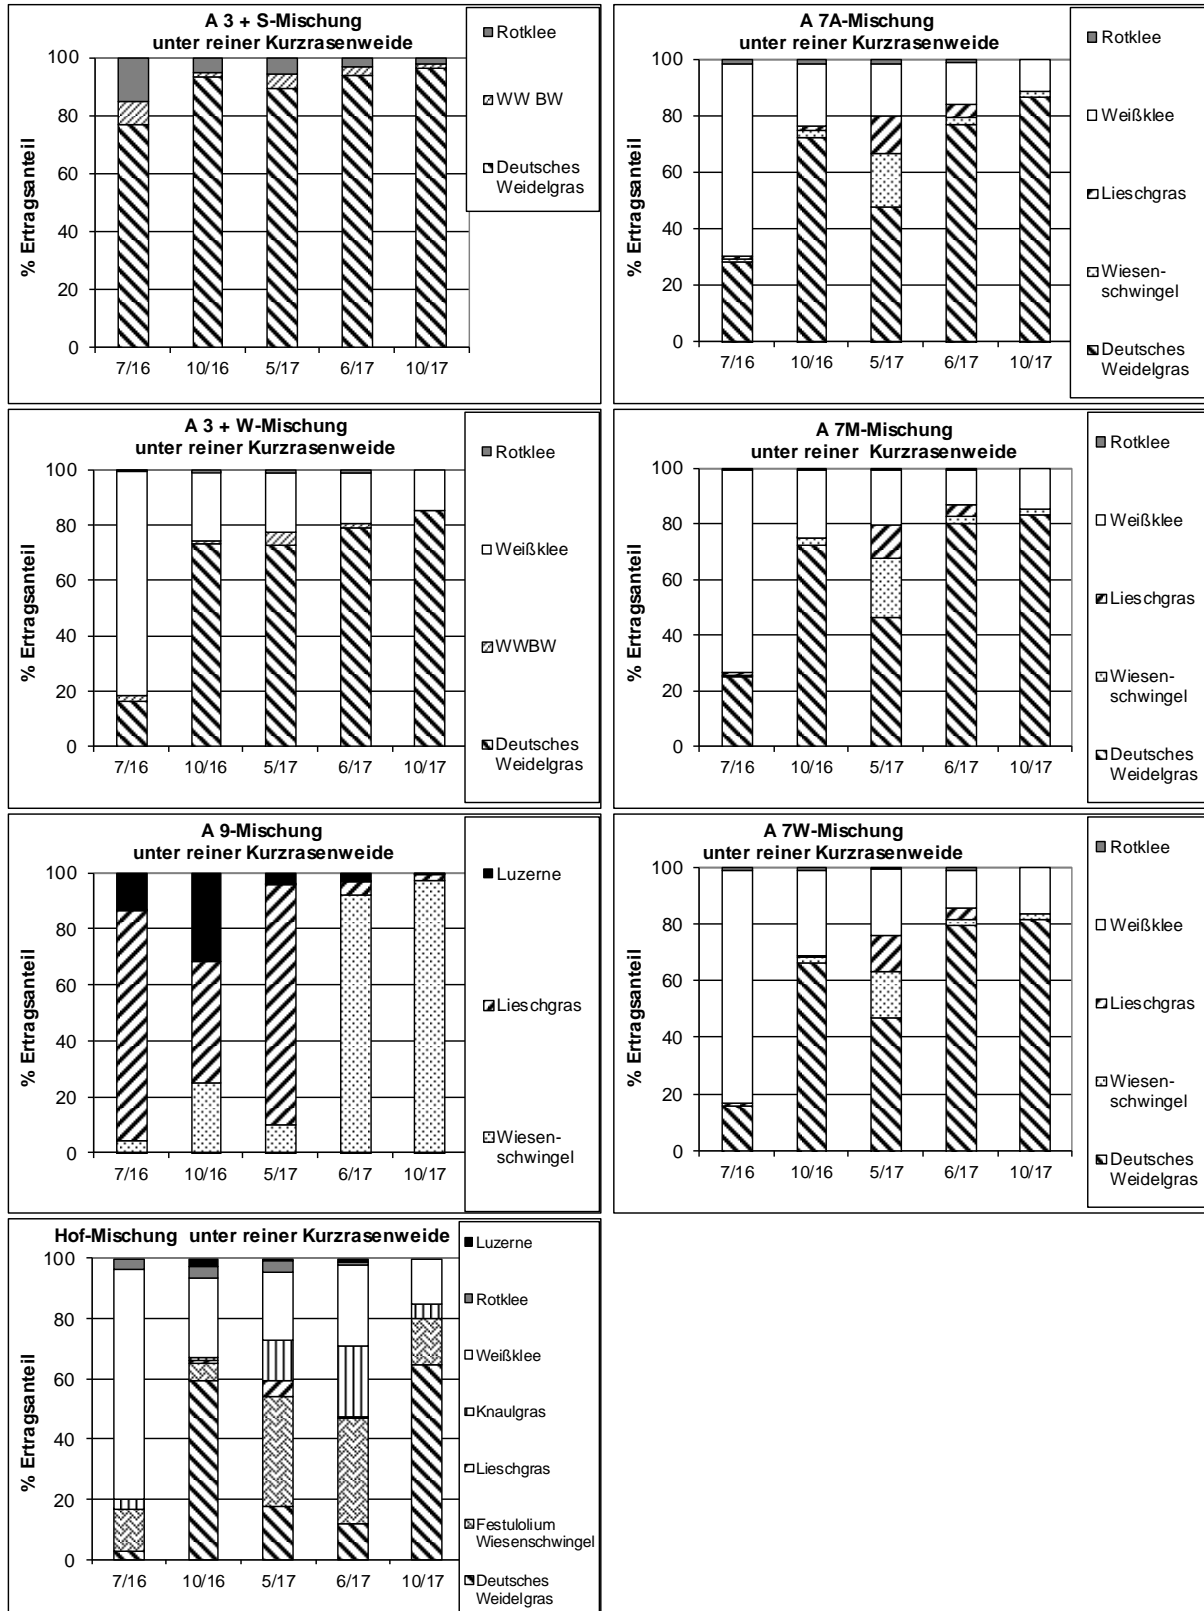 A 3 + S-Mischung
unter reiner Kurzrasenweide
% Ertragsanteil
100
80
60
40
20
0
7/16 10/16 5/17 6/17 10/17
Rotklee
WW BW
Deutsches
Weidelgras
A 7A-Mischung
unter reiner Kurzrasenweide
% Ertragsanteil
100
80
60
40
20
0
7/16 10/16 5/17 6/17 10/17
Rotklee
Weißklee
Lieschgras
Wiesen-
schwingel
Deutsches
Weidelgras
A 3 + W-Mischung
unter reiner Kurzrasenweide
% Ertragsanteil
100
80
60
40
20
0
7/16 10/16 5/17 6/17 10/17
Rotklee
Weißklee
WWBW
Deutsches
Weidelgras
A 7M-Mischung
unter reiner Kurzrasenweide
% Ertragsanteil
100
80
60
40
20
0
7/16 10/16 5/17 6/17 10/17
Rotklee
Weißklee
Lieschgras
Wiesen-
schwingel
Deutsches
Weidelgras
A 9-Mischung
unter reiner Kurzrasenweide
% Ertragsanteil
100
80
60
40
20
0
7/16 10/16 5/17 6/17 10/17
Luzerne
Lieschgras
Wiesen-
schwingel
A 7W-Mischung
unter reiner Kurzrasenweide
% Ertragsanteil
100
80
60
40
20
0
7/16 10/16 5/17 6/17 10/17
Rotklee
Weißklee
Lieschgras
Wiesen-
schwingel
Deutsches
Weidelgras
Hof-Mischung unter reiner Kurzrasenweide
% Ertragsanteil
100
80
60
40
20
0
7/16 10/16 5/17 6/17 10/17
Luzerne
Rotklee
Weißklee
Knaulgras
Lieschgras
Festulolium
Wiesenschwingel
Deutsches
Weidelgras